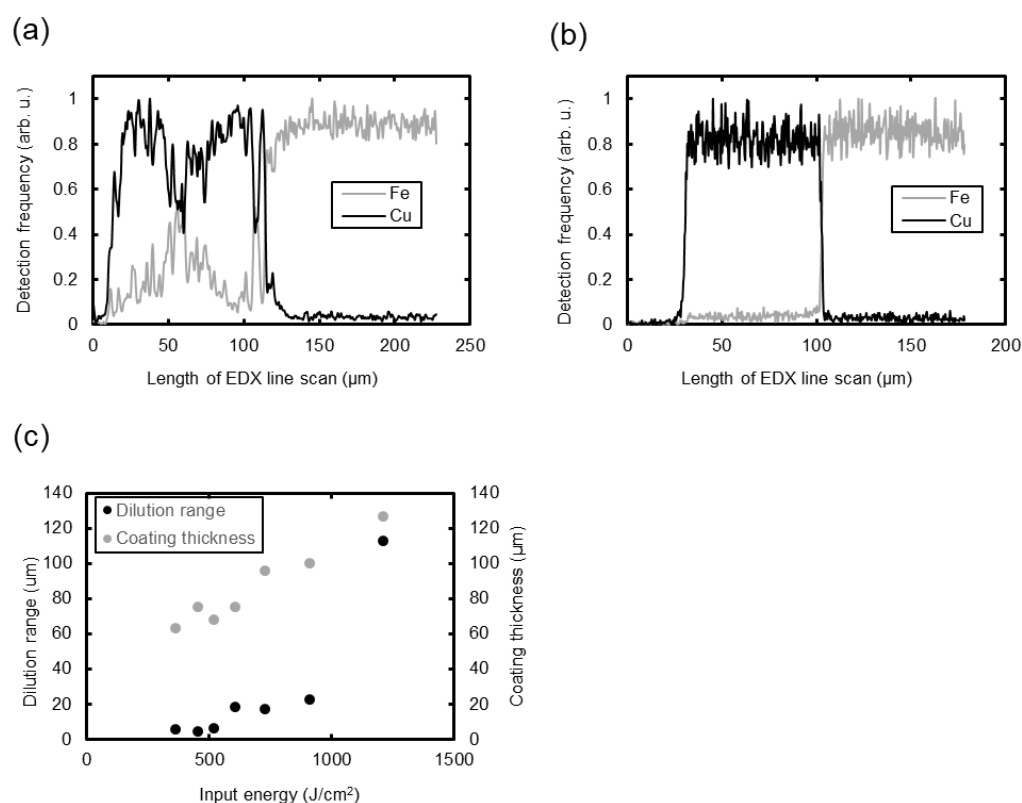 (a)
(b)
Detection frequency (arb. u.)
1
0.8
0.6
0.4
0.2
0
Fe
Cu
0 50 100 150 200 250
Length of EDX line scan (µm)
Detection frequency (arb. u.)
1
0.8
0.6
0.4
0.2
0
Fe
Cu
0 50 100 150 200
Length of EDX line scan (µm)
(c)
Dilution range (um)
140
120
100
80
60
40
20
0
Dilution range
Coating thickness
140
120
100
80
60
40
20
0
Coating thickness (µm)
0 500 1000 1500
Input energy (J/cm²)